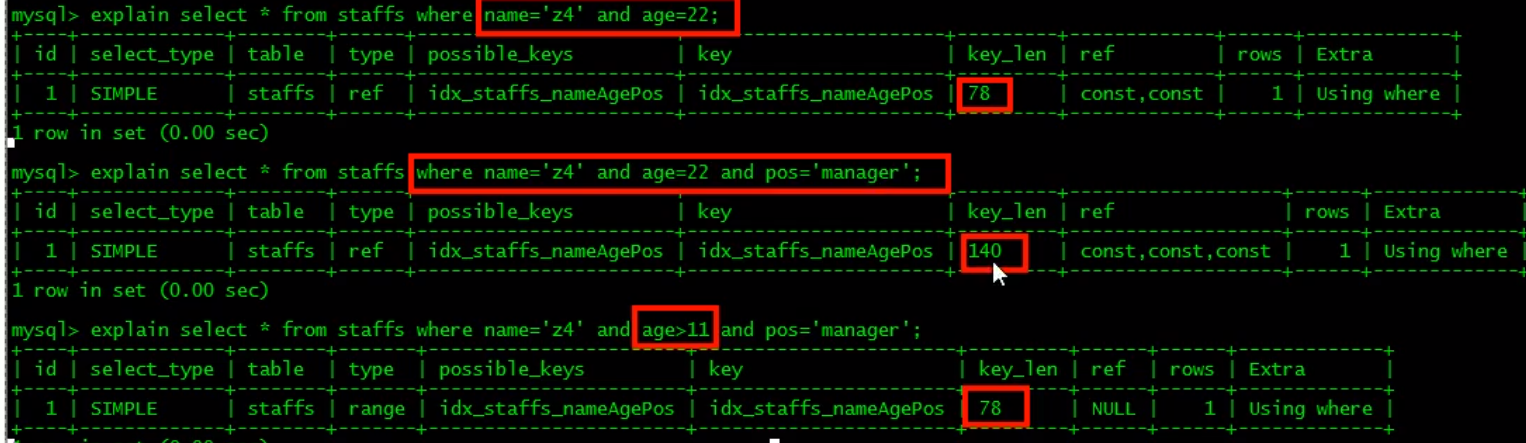 mysql> explain select * from staffs where name='z4' and age=22;
+----+-------------+--------+------+-----------------------+-----------------------+---------+-------------+------+-------------+
| id | select_type | table | type | possible_keys | key | key_len | ref | rows | Extra |
+----+-------------+--------+------+-----------------------+-----------------------+---------+-------------+------+-------------+
| 1 | SIMPLE | staffs | ref | idx_staffs_nameAgePos | idx_staffs_nameAgePos | 78 | const,const | 1 | Using where |
+----+-------------+--------+------+-----------------------+-----------------------+---------+-------------+------+-------------+
1 row in set (0.00 sec)
mysql> explain select * from staffs where name='z4' and age=22 and pos='manager';
+----+-------------+--------+------+-----------------------+-----------------------+---------+-------------------+------+-------------+
| id | select_type | table | type | possible_keys | key | key_len | ref | rows | Extra |
+----+-------------+--------+------+-----------------------+-----------------------+---------+-------------------+------+-------------+
| 1 | SIMPLE | staffs | ref | idx_staffs_nameAgePos | idx_staffs_nameAgePos | 140 | const,const,const | 1 | Using where |
+----+-------------+--------+------+-----------------------+-----------------------+---------+-------------------+------+-------------+
1 row in set (0.00 sec)
mysql> explain select * from staffs where name='z4' and age>11 and pos='manager';
+----+-------------+--------+-------+-----------------------+-----------------------+---------+------+------+-------------+
| id | select_type | table | type | possible_keys | key | key_len | ref | rows | Extra |
+----+-------------+--------+-------+-----------------------+-----------------------+---------+------+------+-------------+
| 1 | SIMPLE | staffs | range | idx_staffs_nameAgePos | idx_staffs_nameAgePos | 78 | NULL | 1 | Using where |
+----+-------------+--------+-------+-----------------------+-----------------------+---------+------+------+-------------+